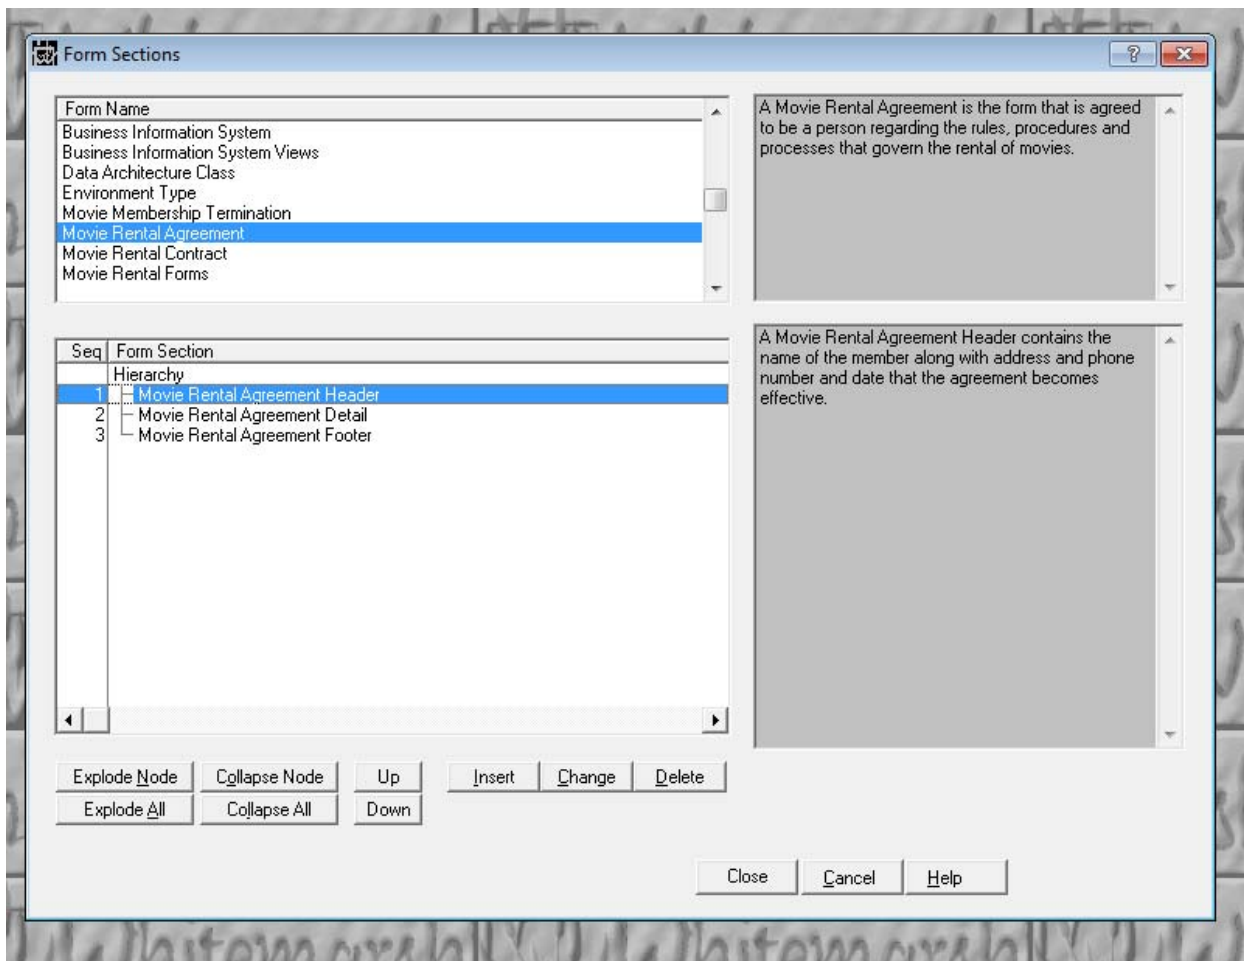 Form Sections
Form Name
Business Information System
Business Information System Views
Data Architecture Class
Environment Type
Movie Membership Termination
Movie Rental Agreement
Movie Rental Contract
Movie Rental Forms
A Movie Rental Agreement is the form that is agreed
to be a person regarding the rules, procedures and
processes that govern the rental of movies.
Seq Form Section
Hierarchy
1 Movie Rental Agreement Header
2 Movie Rental Agreement Detail
3 Movie Rental Agreement Footer
A Movie Rental Agreement Header contains the
name of the member along with address and phone
number and date that the agreement becomes
effective.
Explode Node Collapse Node Up Insert Change Delete
Explode All Collapse All Down
Close Cancel Help